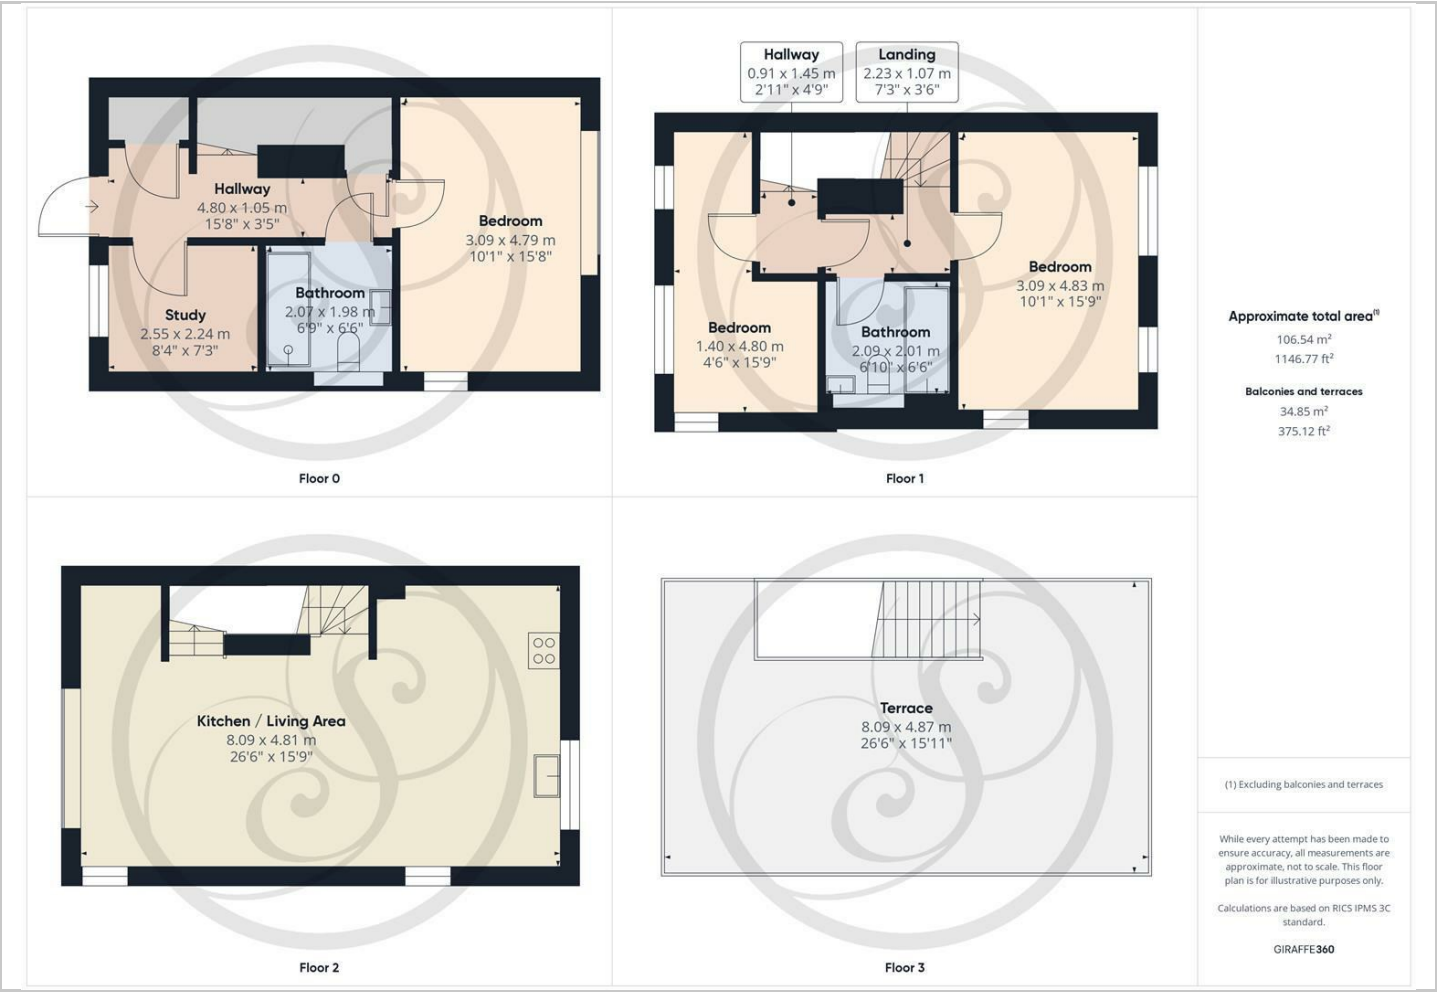 Hallway
4.80 x 1.05 m
15'8" x 3'5"
Bedroom
3.09 x 4.79 m
10'1" x 15'8"
Study
2.55 x 2.24 m
8'4" x 7'3"
Bathroom
2.07 x 1.98 m
6'9" x 6'6"
Floor 0
Hallway
0.91 x 1.45 m
2'11" x 4'9"
Landing
2.23 x 1.07 m
7'3" x 3'6"
Bedroom
1.40 x 4.80 m
4'6" x 15'9"
Bathroom
2.09 x 2.01 m
6'10" x 6'6"
Bedroom
3.09 x 4.83 m
10'1" x 15'9"
Floor 1
Kitchen / Living Area
8.09 x 4.81 m
26'6" x 15'9"
Floor 2
Terrace
8.09 x 4.87 m
26'6" x 15'11"
Floor 3
Approximate total area(1)
106.54 m²
1146.77 ft²
Balconies and terraces
34.85 m²
375.12 ft²
(1) Excluding balconies and terraces
While every attempt has been made to
ensure accuracy, all measurements are
approximate, not to scale. This floor
plan is for illustrative purposes only.
Calculations are based on RICS IPMS 3C
standard.
GIRAFFE360